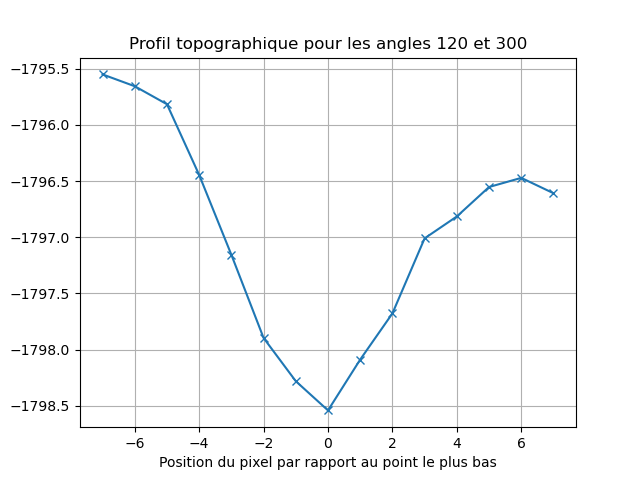 Profil topographique pour les angles 120 et 300
−1795.5
−1796.0
−1796.5
−1797.0
−1797.5
−1798.0
−1798.5
−6 −4 −2 0 2 4 6
Position du pixel par rapport au point le plus bas